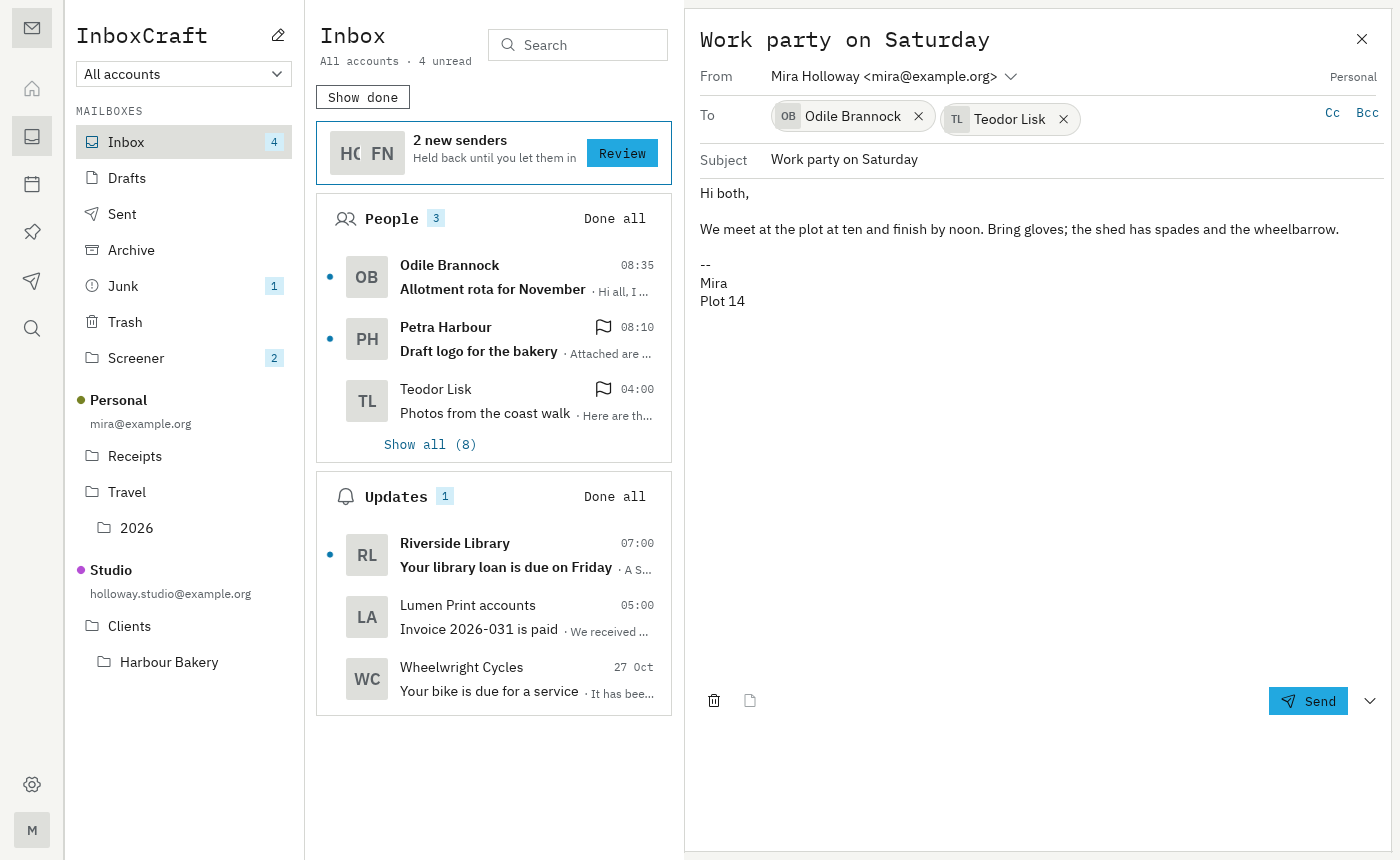 InboxCraft
All accounts
MAILBOXES
Inbox 4
Drafts
Sent
Archive
Junk 1
Trash
Screener 2
Personal
mira@example.org
Receipts
Travel
2026
Studio
holloway.studio@example.org
Clients
Harbour Bakery
M
Inbox
All accounts · 4 unread
Search
Show done
FN
2 new senders
Held back until you let them in
Review
People 3 Done all
OB Odile Brannock 08:35
Allotment rota for November · Hi all, I ...
PH Petra Harbour 08:10
Draft logo for the bakery · Attached are ...
TL Teodor Lisk 04:00
Photos from the coast walk · Here are th...
Show all (8)
Updates 1 Done all
RL Riverside Library 07:00
Your library loan is due on Friday · A S...
LA Lumen Print accounts 05:00
Invoice 2026-031 is paid · We received ...
WC Wheelwright Cycles 27 Oct
Your bike is due for a service · It has bee...
Work party on Saturday
From Mira Holloway <mira@example.org> Personal
To OB Odile Brannock TL Teodor Lisk Cc Bcc
Subject Work party on Saturday
Hi both,
We meet at the plot at ten and finish by noon. Bring gloves; the shed has spades and the wheelbarrow.
--
Mira
Plot 14
Send